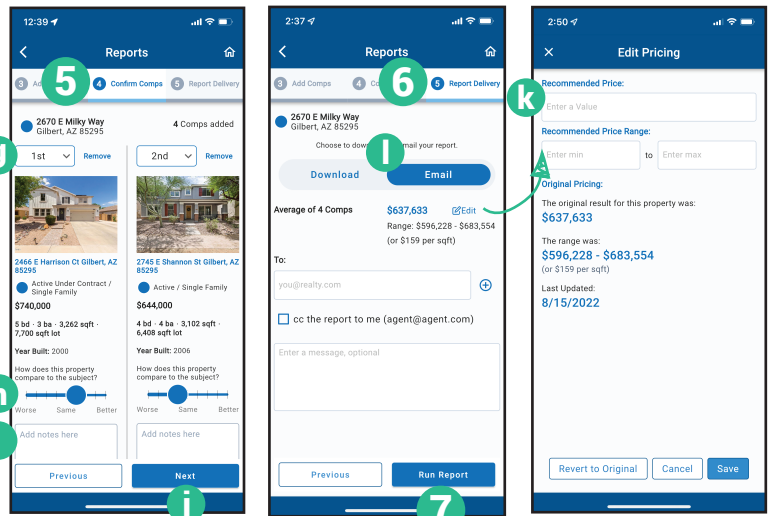 12:39
Reports
5
3
4 Confirm Comps
5 Report Delivery
2670 E Milky Way
Gilbert, AZ 85295
4 Comps added
1st
Remove
2nd
Remove
2466 E Harrison Ct Gilbert, AZ
85295
2745 E Shannon St Gilbert, AZ
85295
Active Under Contract /
Single Family
Active / Single Family
$740,000
$644,000
5 bd · 3 ba · 3,262 sqft ·
7,700 sqft lot
4 bd · 4 ba · 3,102 sqft ·
6,408 sqft lot
Year Built: 2000
Year Built: 2006
How does this property
compare to the subject?
How does this property
compare to the subject?
Worse Same Better
Worse Same Better
Add notes here
Add notes here
Previous
Next
j
2:37
Reports
6
3 Add Comps
4
5 Report Delivery
2670 E Milky Way
Gilbert, AZ 85295
Choose to email your report.
l
Download
Email
Average of 4 Comps
$637,633
Edit
Range: $596,228 - $683,554
(or $159 per sqft)
To:
you@realty.com
cc the report to me (agent@agent.com)
Enter a message, optional
Previous
Run Report
7
2:50
Edit Pricing
k
Recommended Price:
Enter a Value
Recommended Price Range:
Enter min
to
Enter max
Original Pricing:
The original result for this property was:
$637,633
The range was:
$596,228 - $683,554
(or $159 per sqft)
Last Updated:
8/15/2022
Revert to Original
Cancel
Save